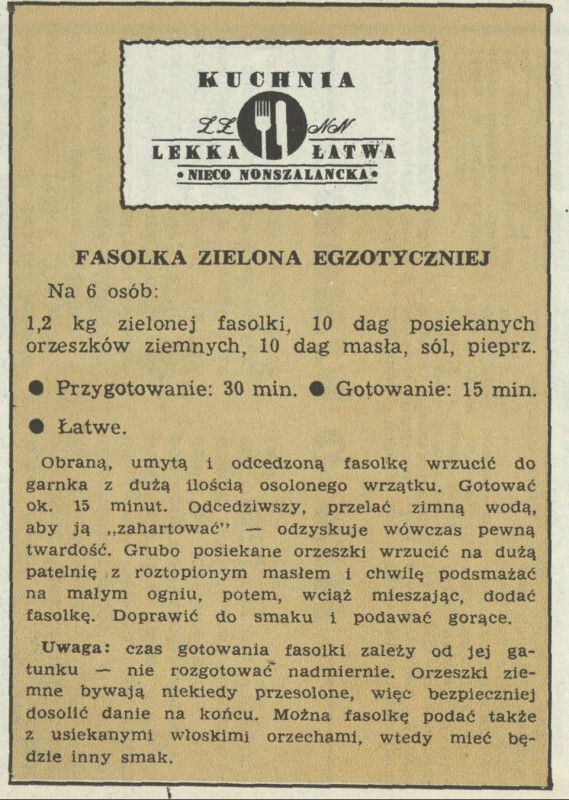 KUCHNIA
LŁ NN
LEKKA ŁATWA
• NIECO NONSZALANCKA •
FASOLKA ZIELONA EGZOTYCZNIEJ
Na 6 osób:
1,2 kg zielonej fasolki, 10 dag posiekanych
orzeszków ziemnych, 10 dag masła, sól, pieprz.
● Przygotowanie: 30 min. ● Gotowanie: 15 min.
● Łatwe.
Obraną, umytą i odcedzoną fasolkę wrzucić do
garnka z dużą ilością osolonego wrzątku. Gotować
ok. 15 minut. Odcedziwszy, przelać zimną wodą,
aby ją „zahartować” — odzyskuje wówczas pewną
twardość. Grubo posiekane orzeszki wrzucić na dużą
patelnię z roztopionym masłem i chwilę podsmażać
na małym ogniu, potem, wciąż mieszając, dodać
fasolkę. Doprawić do smaku i podawać gorące.
Uwaga: czas gotowania fasolki zależy od jej ga-
tunku — nie rozgotować nadmiernie. Orzeszki zie-
mne bywają niekiedy przesolone, więc bezpieczniej
dosolić danie na końcu. Można fasolkę podać także
z usiekanymi włoskimi orzechami, wtedy mieć bę-
dzie inny smak.